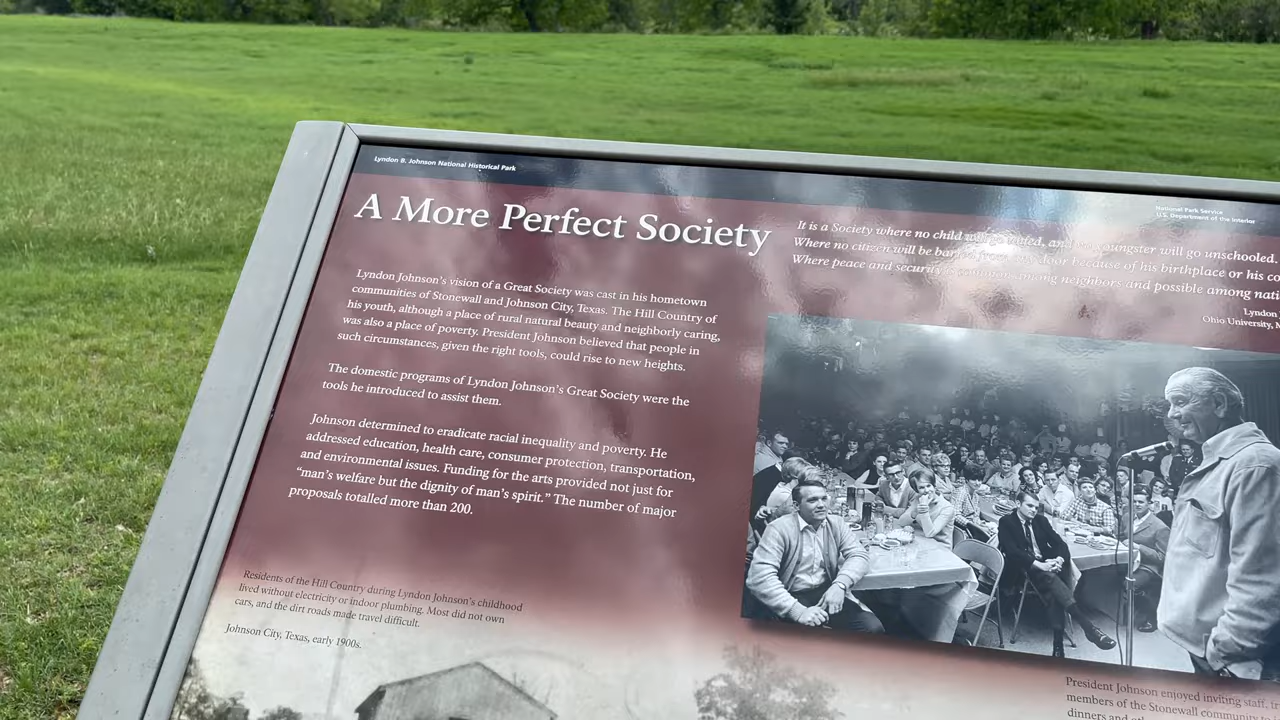 Lyndon B. Johnson National Historical Park
National Park Service
U.S. Department of the Interior
A More Perfect Society
It is a Society where no child will go unfed, and no youngster will go unschooled.
Where no citizen will be barred from any door because of his birthplace or his co
Where peace and security is common among neighbors and possible among nati
Lyndon
Ohio University,
Lyndon Johnson's vision of a Great Society was cast in his hometown
communities of Stonewall and Johnson City, Texas. The Hill Country of
his youth, although a place of rural natural beauty and neighborly caring,
was also a place of poverty. President Johnson believed that people in
such circumstances, given the right tools, could rise to new heights.
The domestic programs of Lyndon Johnson's Great Society were the
tools he introduced to assist them.
Johnson determined to eradicate racial inequality and poverty. He
addressed education, health care, consumer protection, transportation,
and environmental issues. Funding for the arts provided not just for
"man's welfare but the dignity of man's spirit." The number of major
proposals totalled more than 200.
Residents of the Hill Country during Lyndon Johnson's childhood
lived without electricity or indoor plumbing. Most did not own
cars, and the dirt roads made travel difficult.
Johnson City, Texas, early 1900s.
President Johnson enjoyed inviting staff,
members of the Stonewall community
dinners and